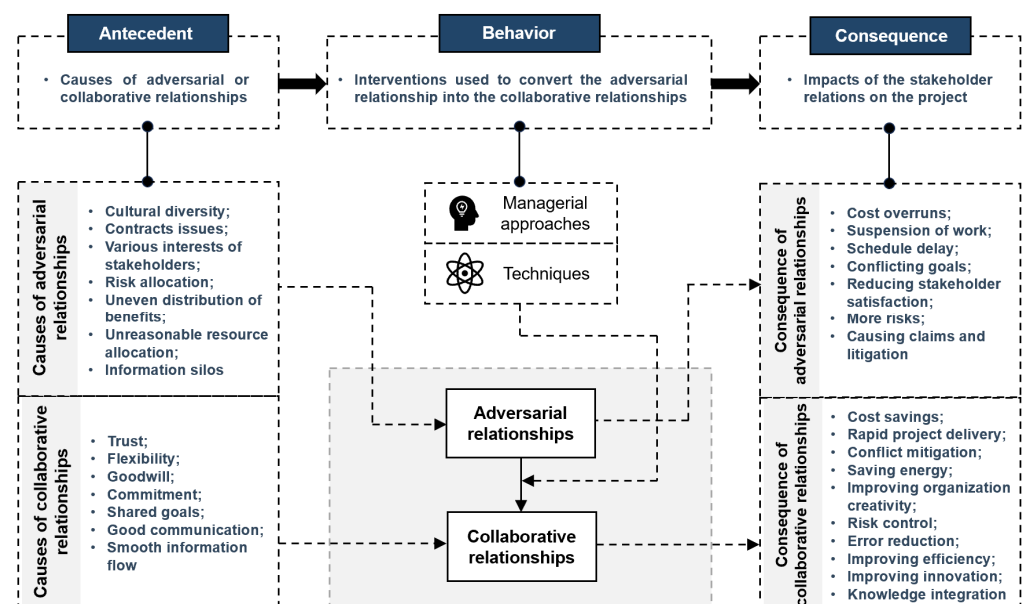 Antecedent
• Causes of adversarial or
collaborative relationships
Behavior
• Interventions used to convert the adversarial
relationship into the collaborative relationships
Consequence
• Impacts of the stakeholder
relations on the project
Causes of adversarial
relationships
• Cultural diversity;
• Contracts issues;
• Various interests of
stakeholders;
• Risk allocation;
• Uneven distribution of
benefits;
• Unreasonable resource
allocation;
• Information silos
Causes of collaborative
relationships
• Trust;
• Flexibility;
• Goodwill;
• Commitment;
• Shared goals;
• Good communication;
• Smooth information
flow
Managerial
approaches
Techniques
Adversarial
relationships
Collaborative
relationships
Consequence of
adversarial relationships
• Cost overruns;
• Suspension of work;
• Schedule delay;
• Conflicting goals;
• Reducing stakeholder
satisfaction;
• More risks;
• Causing claims and
litigation
Consequence of
collaborative relationships
• Cost savings;
• Rapid project delivery;
• Conflict mitigation;
• Saving energy;
• Improving organization
creativity;
• Risk control;
• Error reduction;
• Improving efficiency;
• Improving innovation;
• Knowledge integration